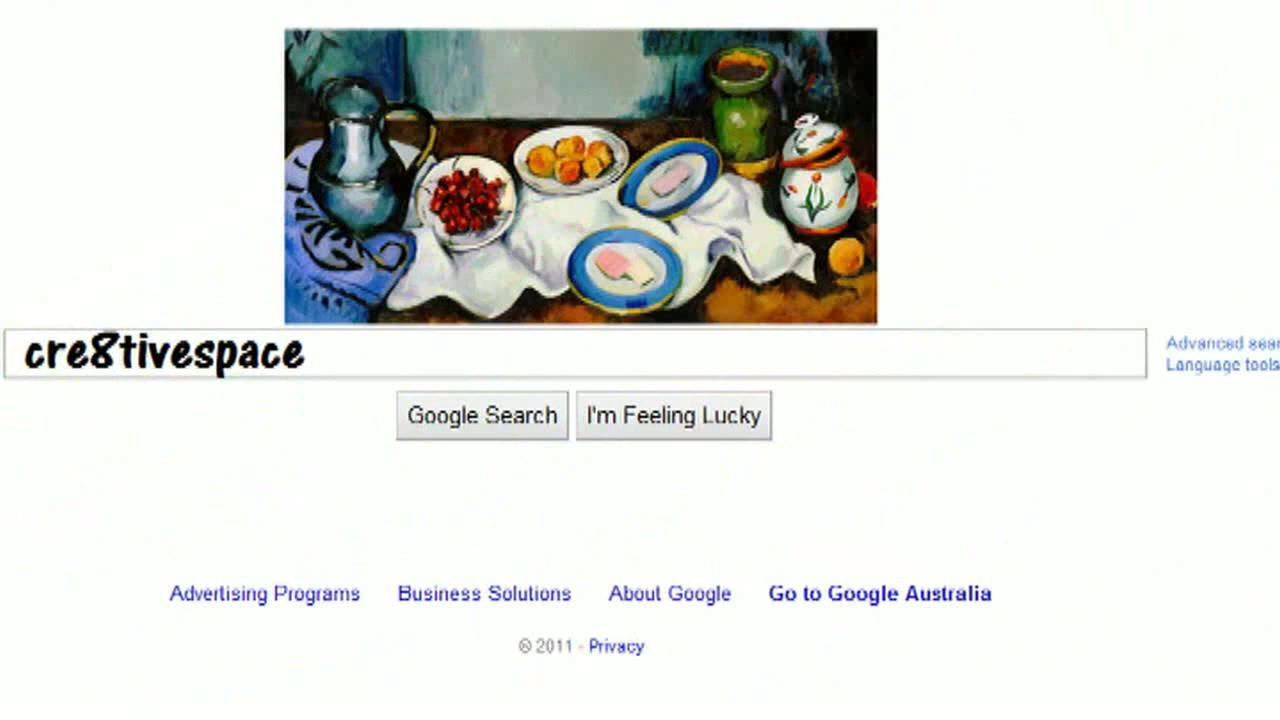 cre8tivespace
Advanced sear
Language tools
Google Search
I'm Feeling Lucky
Advertising Programs Business Solutions About Google Go to Google Australia
© 2011 - Privacy